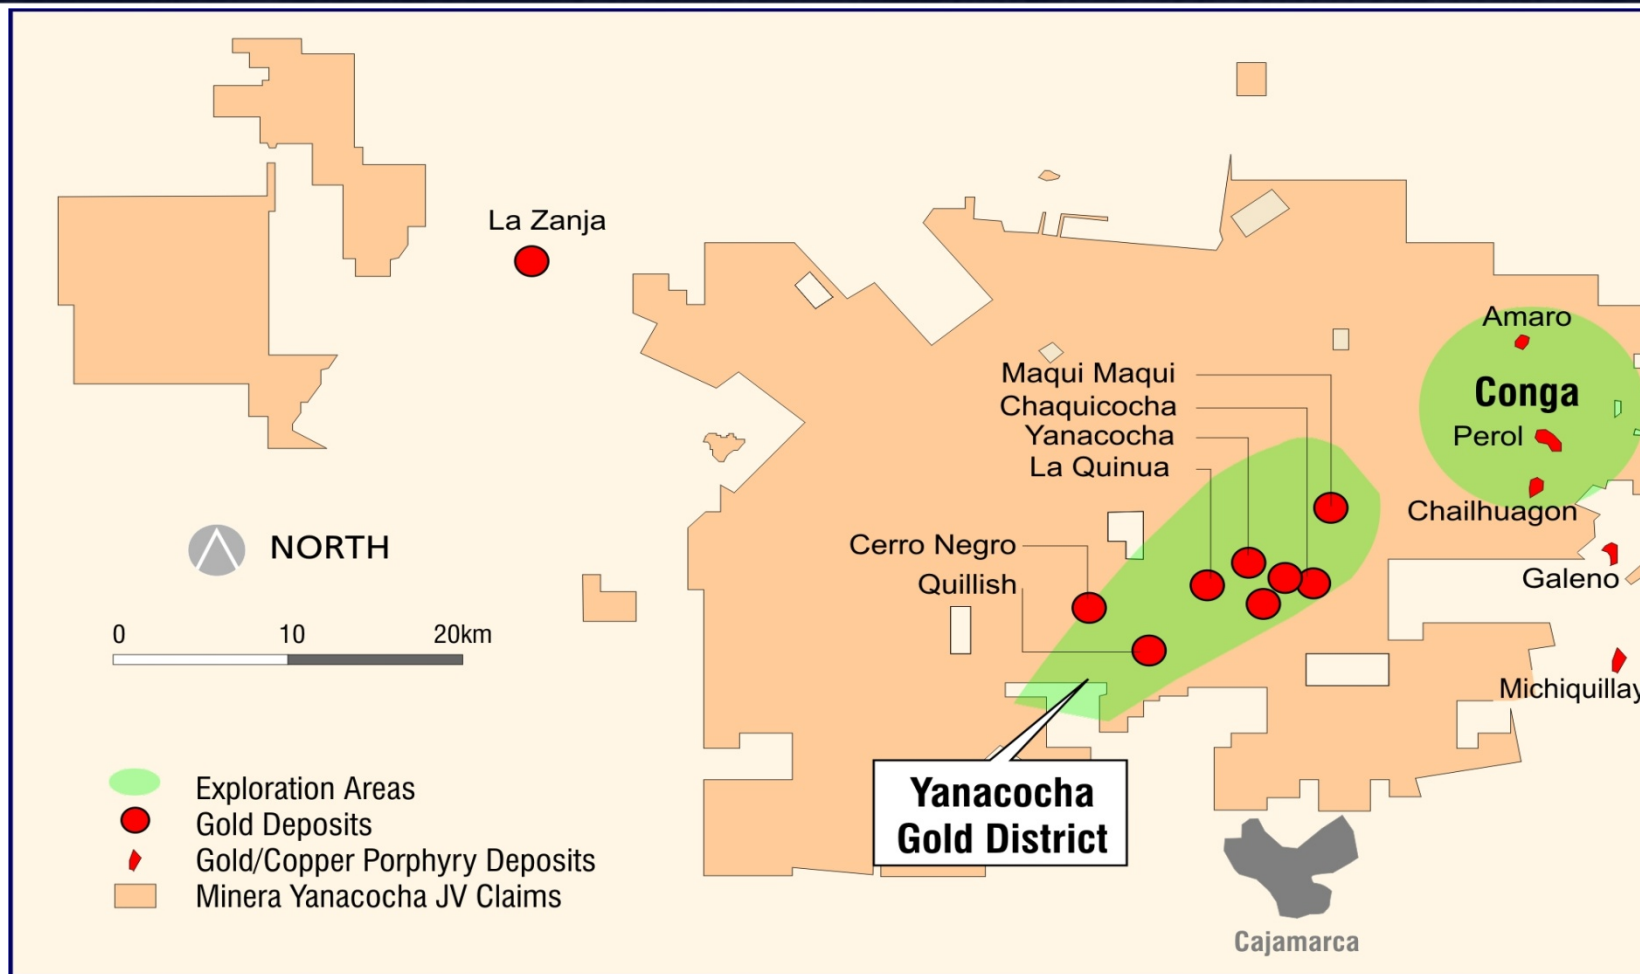 La Zanja
Amaro
Maqui Maqui
Conga
Chaquicocha
Yanacocha
Perol
La Quinua
Chailhuagon
NORTH
Cerro Negro
Galeno
Quillish
0 10 20km
Michiquillay
Exploration Areas
Yanacocha
Gold District
Gold Deposits
Gold/Copper Porphyry Deposits
Minera Yanacocha JV Claims
Cajamarca